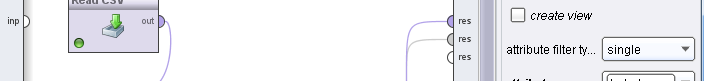 Read CSV
inp
out
res
res
res
create view
attribute filter ty...
single